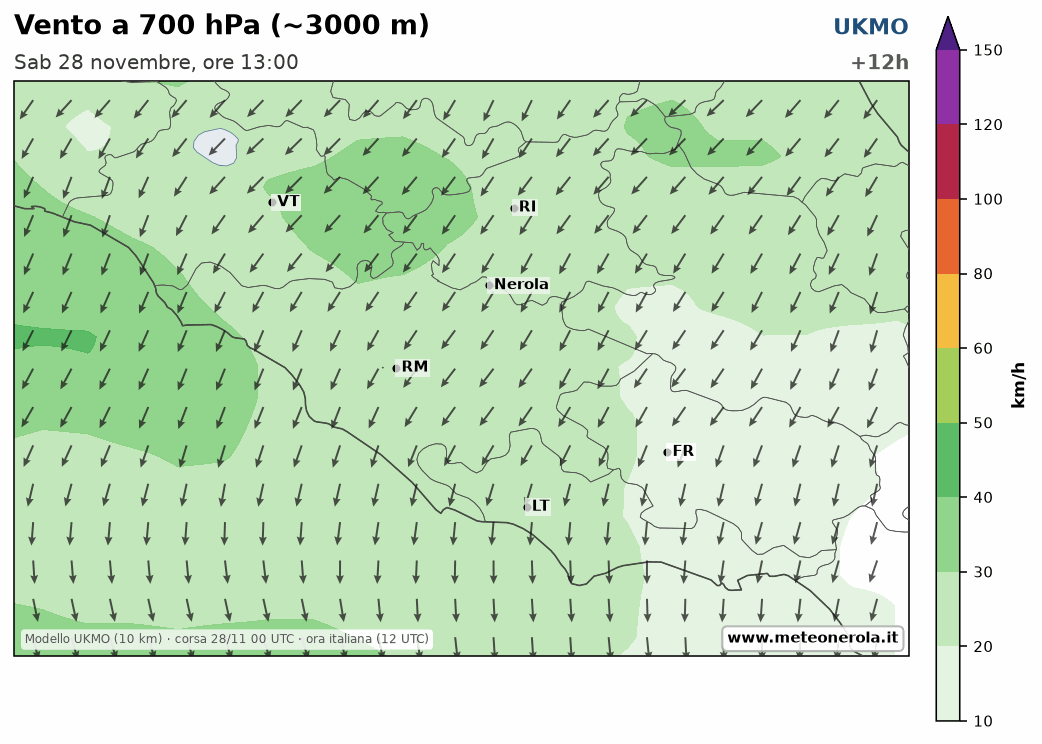 Vento a 700 hPa (~3000 m)
UKMO
Sab 28 novembre, ore 13:00
+12h
150
120
100
80
60
50
40
30
20
10
km/h
VT
RI
Nerola
RM
FR
LT
Modello UKMO (10 km) · corsa 28/11 00 UTC · ora italiana (12 UTC)
www.meteonerola.it